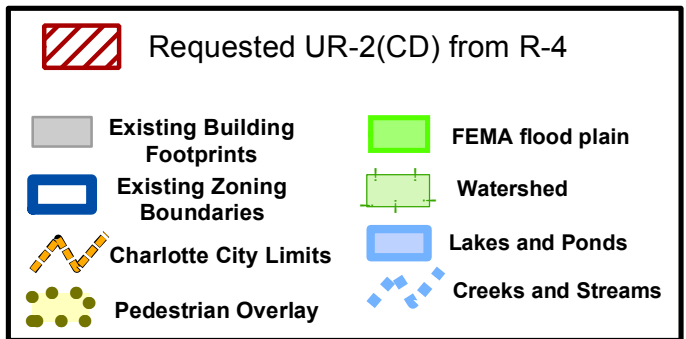 Requested UR-2(CD) from R-4
Existing Building
Footprints
Existing Zoning
Boundaries
Charlotte City Limits
Pedestrian Overlay
FEMA flood plain
Watershed
Lakes and Ponds
Creeks and Streams